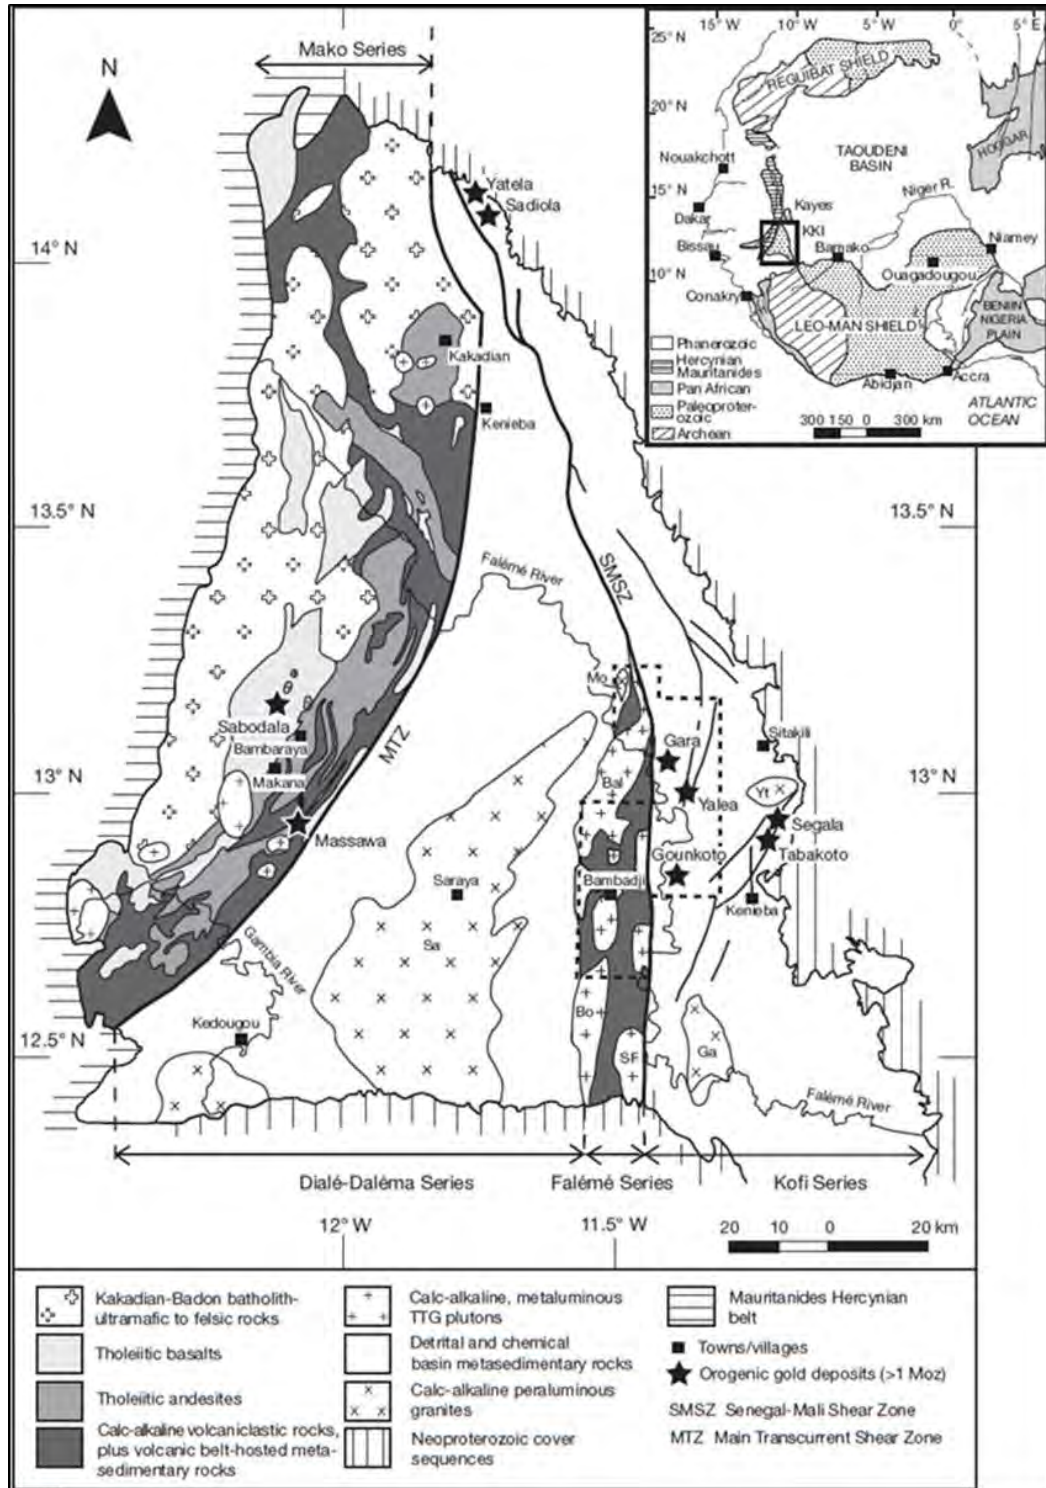 Mako Series
N
Yatela
Sadiola
14° N
Kakadian
Kenieba
13.5° N
13.5° N
Falémé River
SMSZ
Mo
Sabodala
Bambaraya
Makana
MTZ
Gara
Sitakili
13° N
13° N
Bal
Yalea
Yt
Massawa
Segala
Tabakoto
Gounkoto
Saraya
Bambadji
Kenieba
Sa
Gambia River
Kedougou
Bo
12.5° N
SF
Ga
Falémé River
Dialé-Daléma Series
Falémé Series
Kofi Series
12° W
11.5° W
20 10 0 20 km
15° W 10° W 5° W 0° 5° E
25° N
REGUIBAT SHIELD
20° N
TAOUDENI
BASIN
HOGGAR
Nouakchott
15° N
Niger R.
Kayes
Dakar
KKI
Bissau
Bamako
Niamey
10° N
Ouagadougou
Conakry
LEO-MAN SHIELD
BENIN
NIGERIA
PLAIN
Phanerozoic
Hercynian
Mauritanides
Pan African
Paleoproter-
ozoic
Archean
Abidjan
Accra
300 150 0 300 km
ATLANTIC
OCEAN
Kakadian-Badon batholith-
ultramafic to felsic rocks
Tholeiitic basalts
Tholeiitic andesites
Calc-alkaline volcaniclastic rocks,
plus volcanic belt-hosted meta-
sedimentary rocks
Calc-alkaline, metaluminous
TTG plutons
Detrital and chemical
basin metasedimentary rocks
Calc-alkaline peraluminous
granites
Neoproterozoic cover
sequences
Mauritanides Hercynian
belt
Towns/villages
Orogenic gold deposits (>1 Moz)
SMSZ Senegal-Mali Shear Zone
MTZ Main Transcurrent Shear Zone